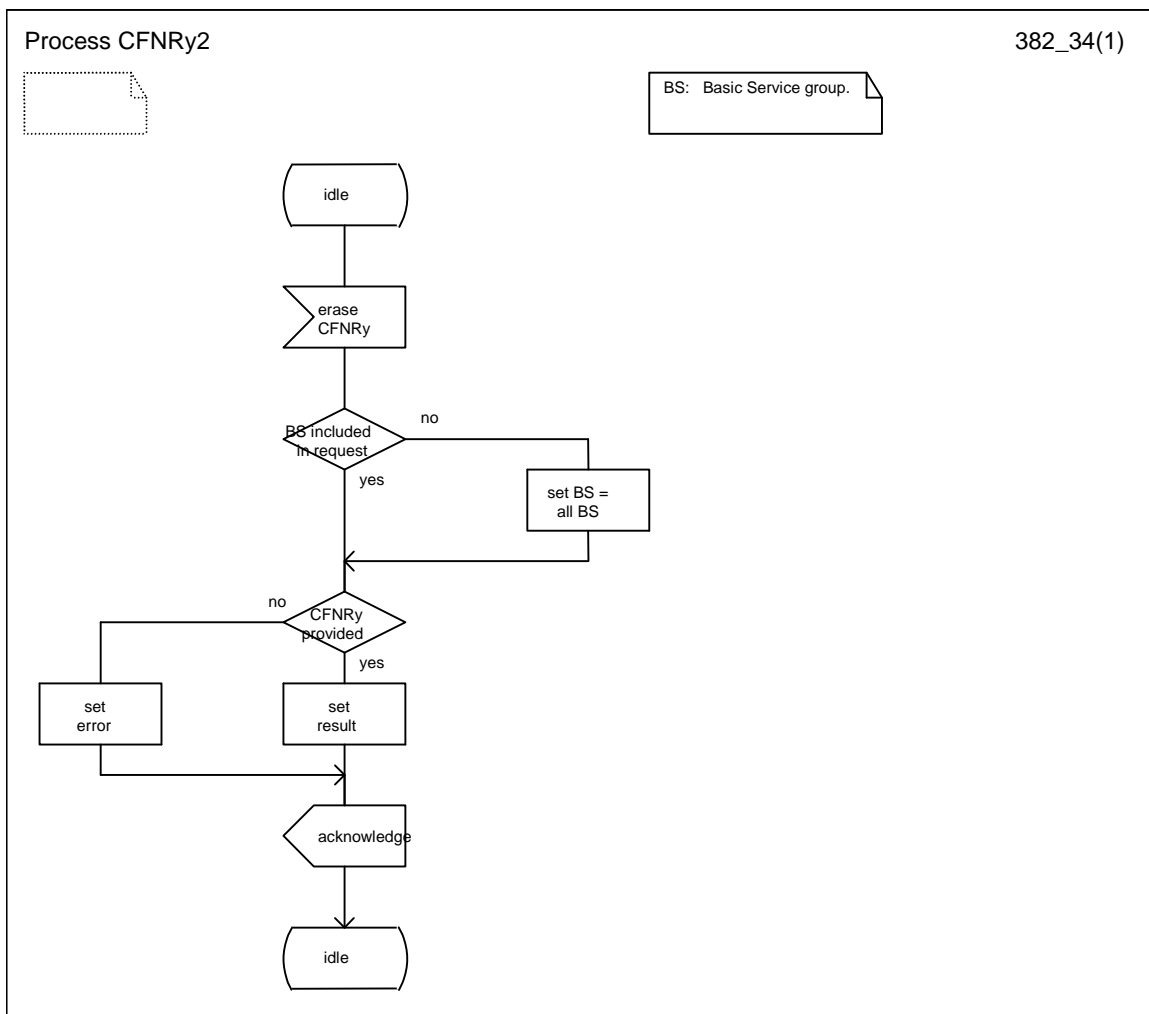 Process CFNRy2
382_34(1)
BS: Basic Service group.
idle
erase
CFNRy
BS included
in request
no
yes
set BS =
all BS
no
CFNRy
provided
yes
set
error
set
result
acknowledge
idle